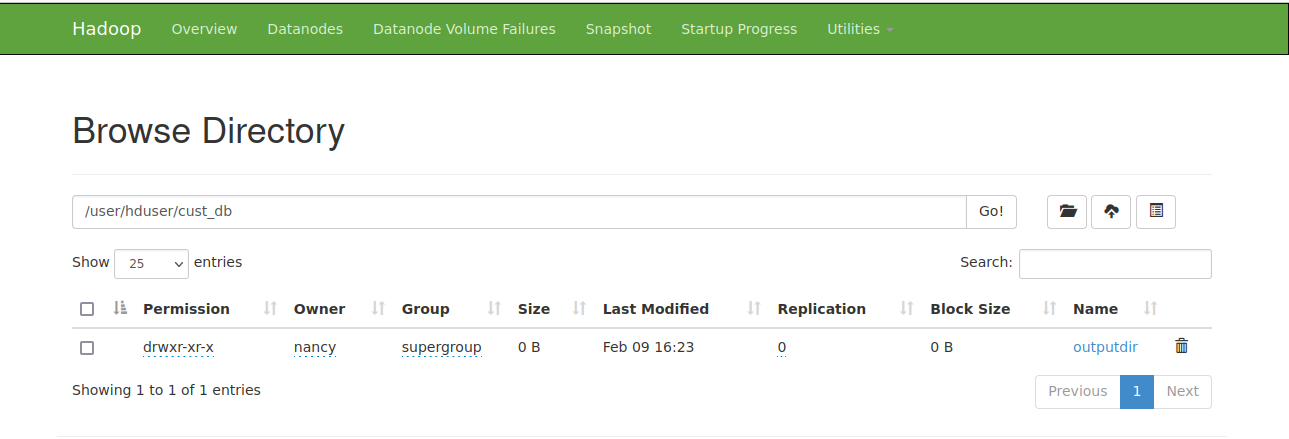 Hadoop Overview Datanodes Datanode Volume Failures Snapshot Startup Progress Utilities
Browse Directory
/user/hduser/cust_db Go!
Show 25 entries Search:
Permission Owner Group Size Last Modified Replication Block Size Name
drwxr-xr-x nancy supergroup 0 B Feb 09 16:23 0 0 B outputdir
Showing 1 to 1 of 1 entries Previous 1 Next